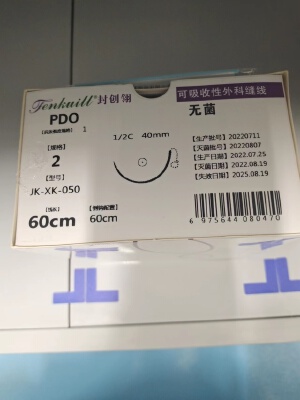 Tenkuill 封创翎
可吸收性外科缝线
PDO
1
无菌
1/2C 40mm
【规格】
2
【型号】
JK-XK-050
【生产批号】20220711
【灭菌批号】20220807
【生产日期】2022.07.25
【灭菌日期】2022.08.19
【失效日期】2025.08.19
【线长】
60cm
60cm
6 975644 080470